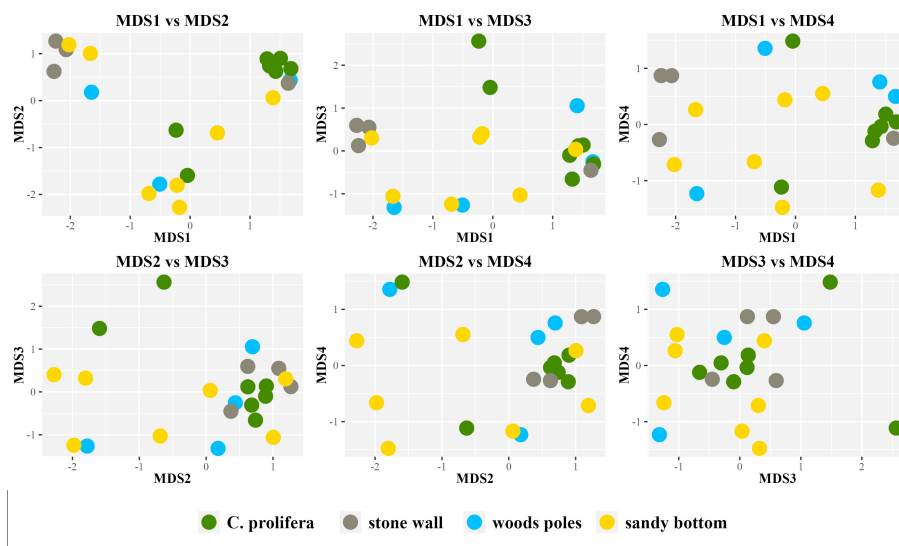 MDS1 vs MDS2
MDS1 vs MDS3
MDS1 vs MDS4
MDS2
1
0
-1
-2
-2
-1
0
1
MDS1
MDS3
2
1
0
-1
-2
-1
0
1
MDS1
MDS4
1
0
-1
-2
-1
0
1
MDS1
MDS2 vs MDS3
MDS2 vs MDS4
MDS3 vs MDS4
MDS3
2
1
0
-1
-2
-1
0
1
MDS2
MDS4
1
0
-1
-2
-1
0
1
MDS2
MDS4
1
0
-1
-1
0
1
2
MDS3
C. prolifera
stone wall
woods poles
sandy bottom